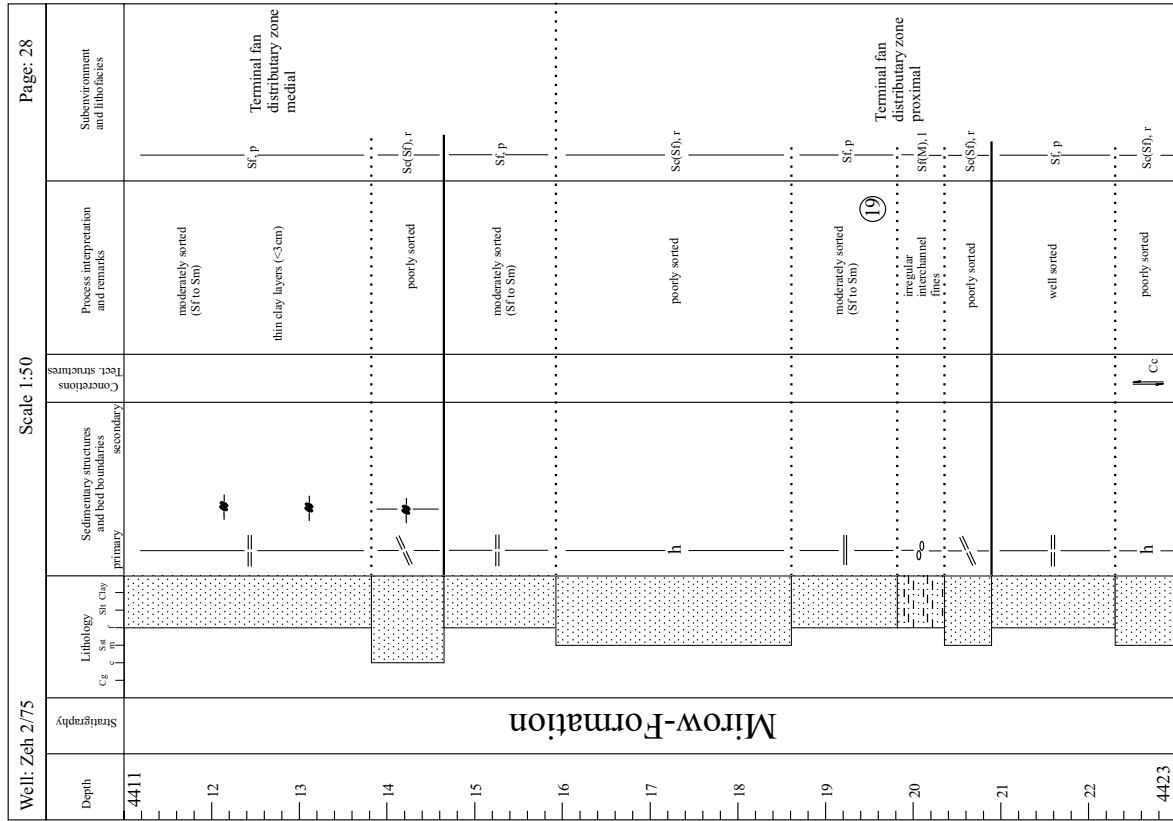 Well: Zeh 2/75
Scale 1:50
Page: 28
Depth
Stratigraphy
Lithology
Cg
c
Sst
m
f
Slt
Clay
Sedimentary structures
and bed boundaries
primary
secondary
Concretions
Tect. structures
Process interpretation
and remarks
Subenvironment
and lithofacies
4411
12
13
14
15
16
17
18
19
20
21
22
4423
Mirow-Formation
h
h
Cc
moderately sorted
(Sf to Sm)
thin clay layers (<3cm)
poorly sorted
moderately sorted
(Sf to Sm)
poorly sorted
moderately sorted
(Sf to Sm)
19
irregular
interchannel
fines
poorly sorted
well sorted
poorly sorted
Sf, p
Sc(Sf), r
Sf, p
Sc(Sf), r
Sf, p
Sf(M), l
Sc(Sf), r
Sf, p
Sc(Sf), r
Terminal fan
distributary zone
medial
Terminal fan
distributary zone
proximal